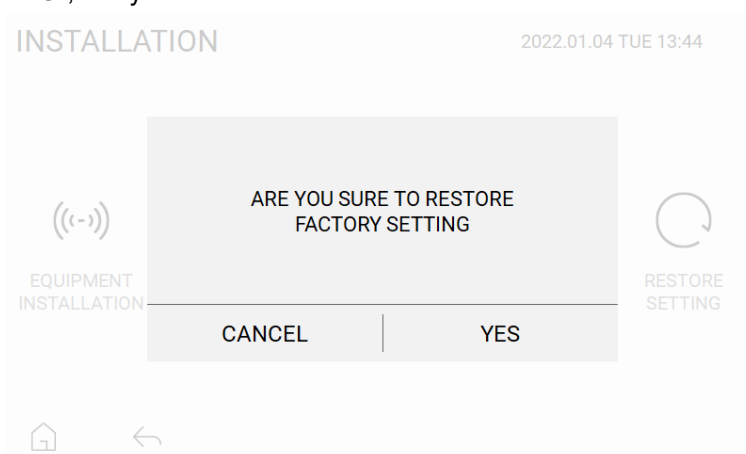 INSTALLATION
2022.01.04 TUE 13:44
ARE YOU SURE TO RESTORE
FACTORY SETTING
EQUIPMENT
INSTALLATION
RESTORE
SETTING
CANCEL
YES